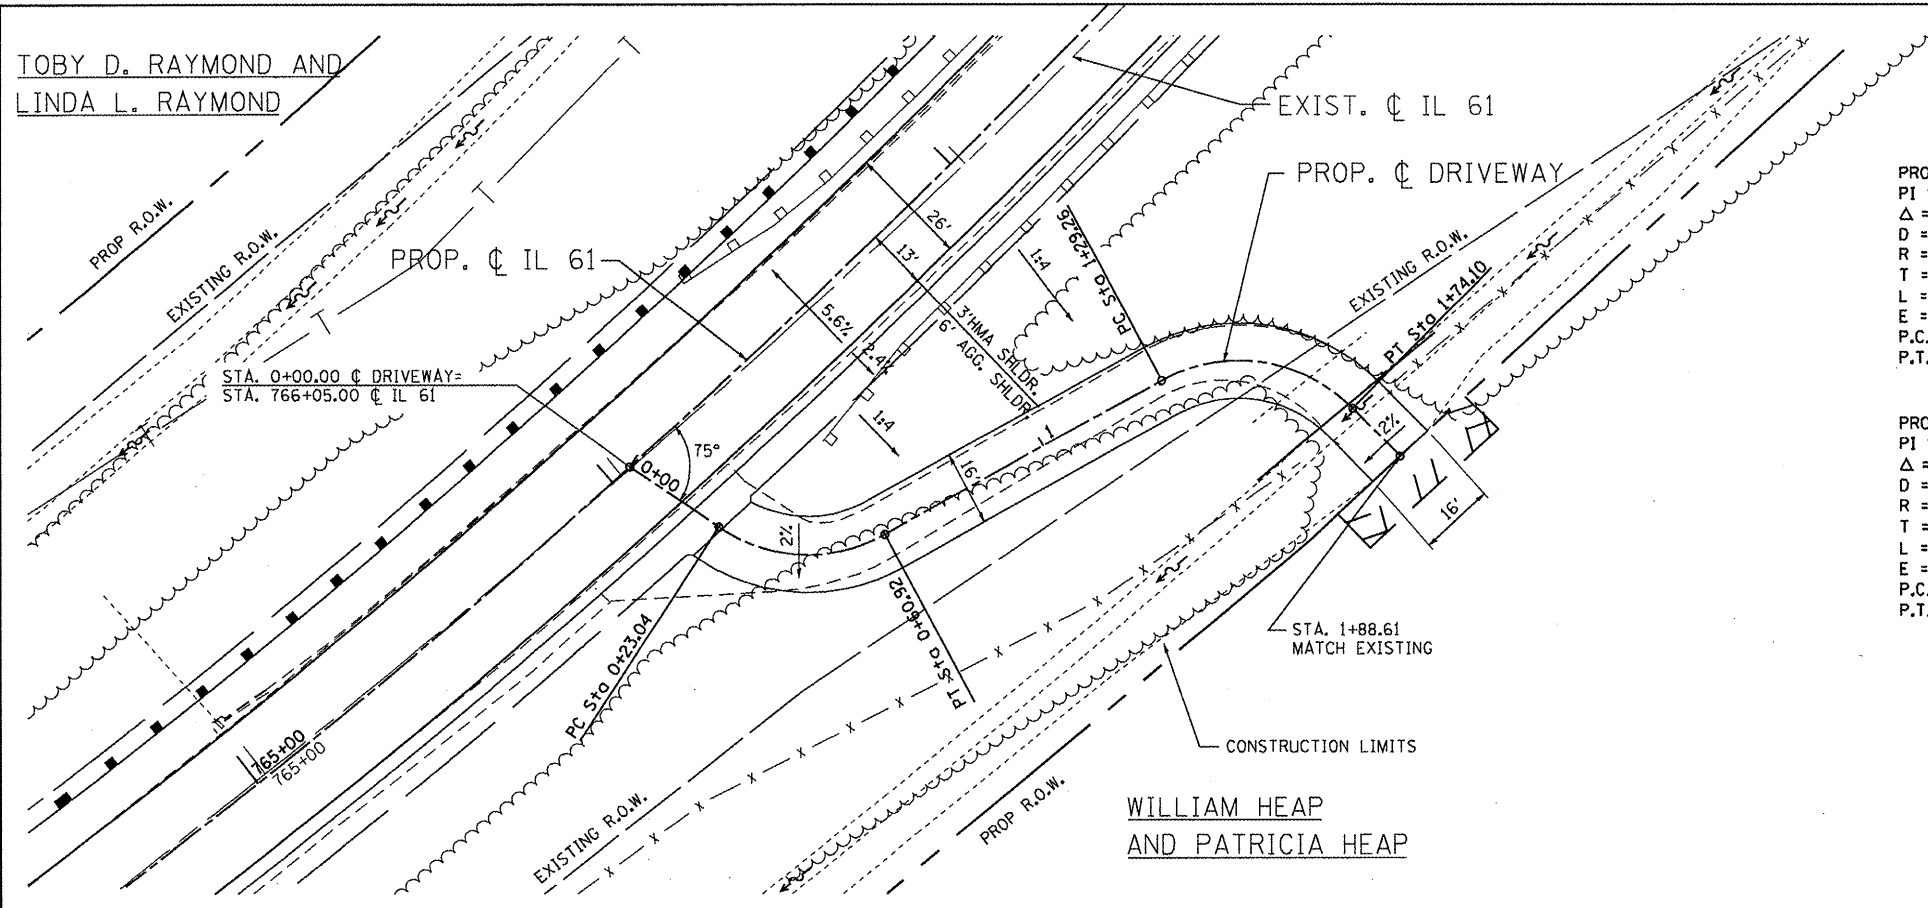 TOBY D. RAYMOND AND
LINDA L. RAYMOND
PROP R.O.W.
EXISTING R.O.W.
PROP. ℄ IL 61
EXIST. ℄ IL 61
PROP. ℄ DRIVEWAY
STA. 0+00.00 ℄ DRIVEWAY=
STA. 766+05.00 ℄ IL 61
0+00
75°
26'
13'
5.6%
2.4%
3'HMA SHLDR.
6' AGG. SHLDR.
1:4
1:4
2%
16'
1
PC Sta 0+23.04
PT Sta 0+60.92
PC Sta 1+29.26
PT Sta 1+74.10
EXISTING R.O.W.
12%
16'
STA. 1+88.61
MATCH EXISTING
CONSTRUCTION LIMITS
765+00
765+00
EXISTING R.O.W.
PROP R.O.W.
WILLIAM HEAP
AND PATRICIA HEAP
PRO
PI
Δ =
D =
R =
T =
L =
E =
P.C.
P.T.
PRO
PI
Δ =
D =
R =
T =
L =
E =
P.C.
P.T.